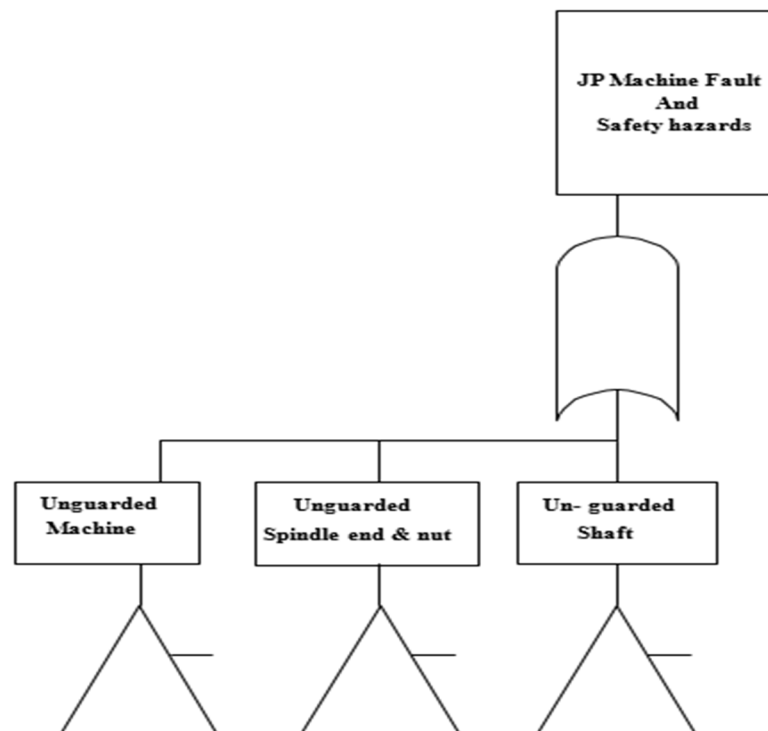 JP Machine Fault
And
Safety hazards
Unguarded
Machine
Unguarded
Spindle end & nut
Un- guarded
Shaft